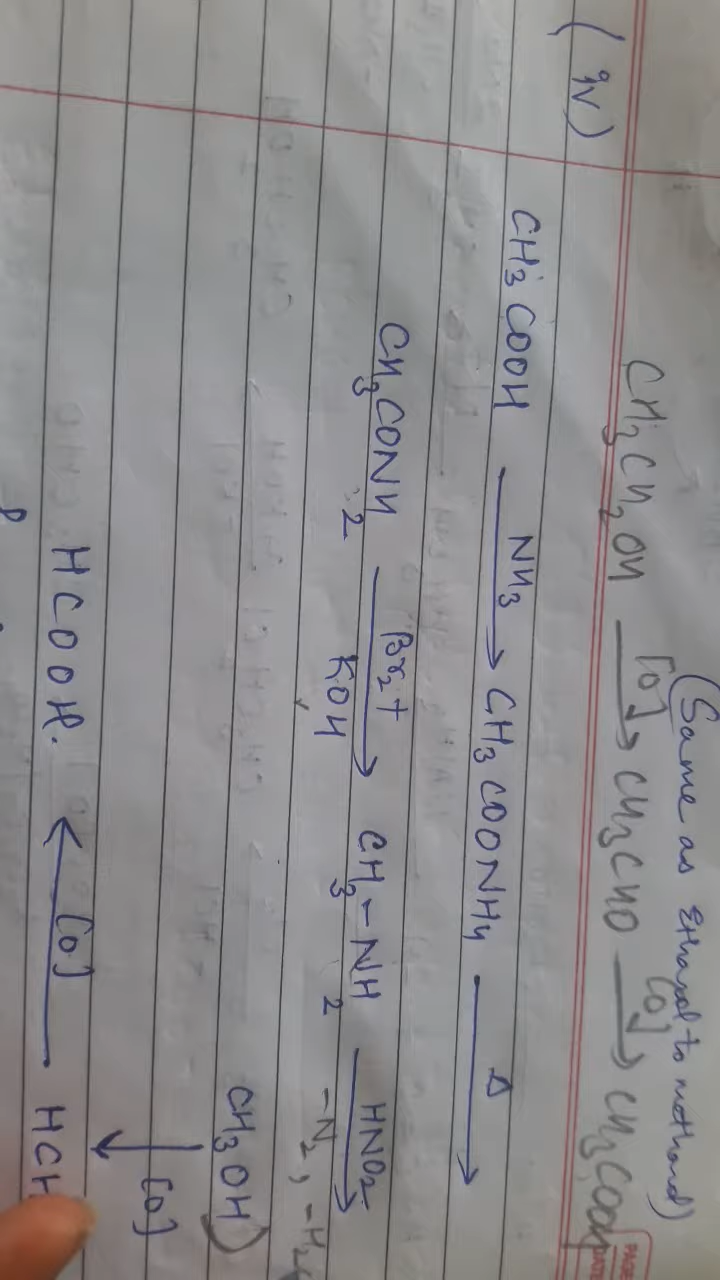 (Same as Ethanol to methanol)
CH3CH2OH —[O]→ CH3CHO —[O]→ CH3COOH
(iv)
CH3COOH —NH3→ CH3COONH4 —Δ→
CH3CONH2 —Br2+ KOH→ CH3-NH2 —HNO2→ -N2, -H2
CH3OH)
↓ [O]
HCOOH. ←[O]— HCH